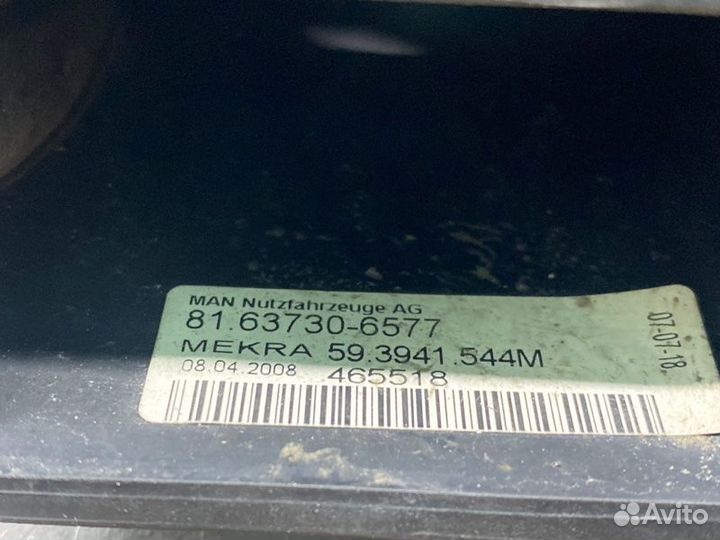 MAN Nutzfahrzeuge AG
81.63730-6577
MEKRA 59.3941.544M
08.04.2008 465518
07-07-18
Avito